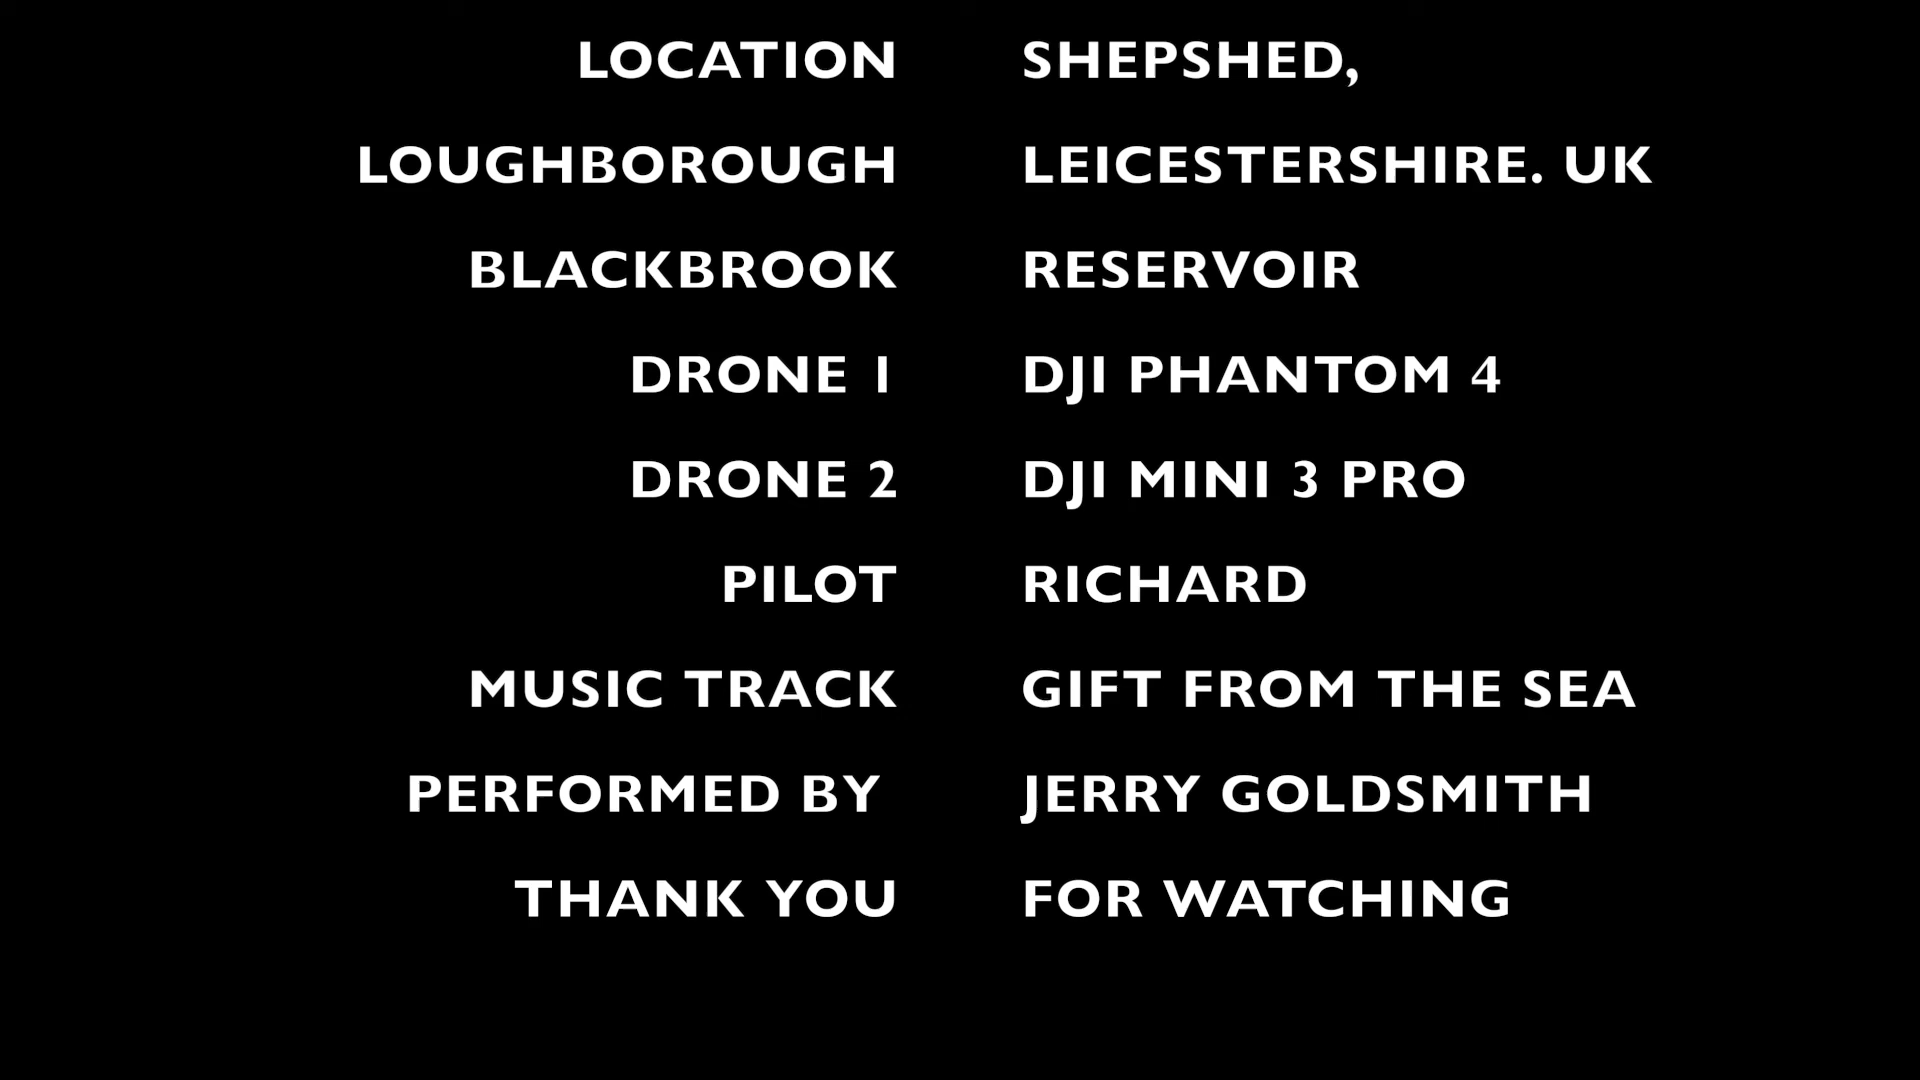 LOCATION SHEPSHED,
LOUGHBOROUGH LEICESTERSHIRE. UK
BLACKBROOK RESERVOIR
DRONE 1 DJI PHANTOM 4
DRONE 2 DJI MINI 3 PRO
PILOT RICHARD
MUSIC TRACK GIFT FROM THE SEA
PERFORMED BY JERRY GOLDSMITH
THANK YOU FOR WATCHING